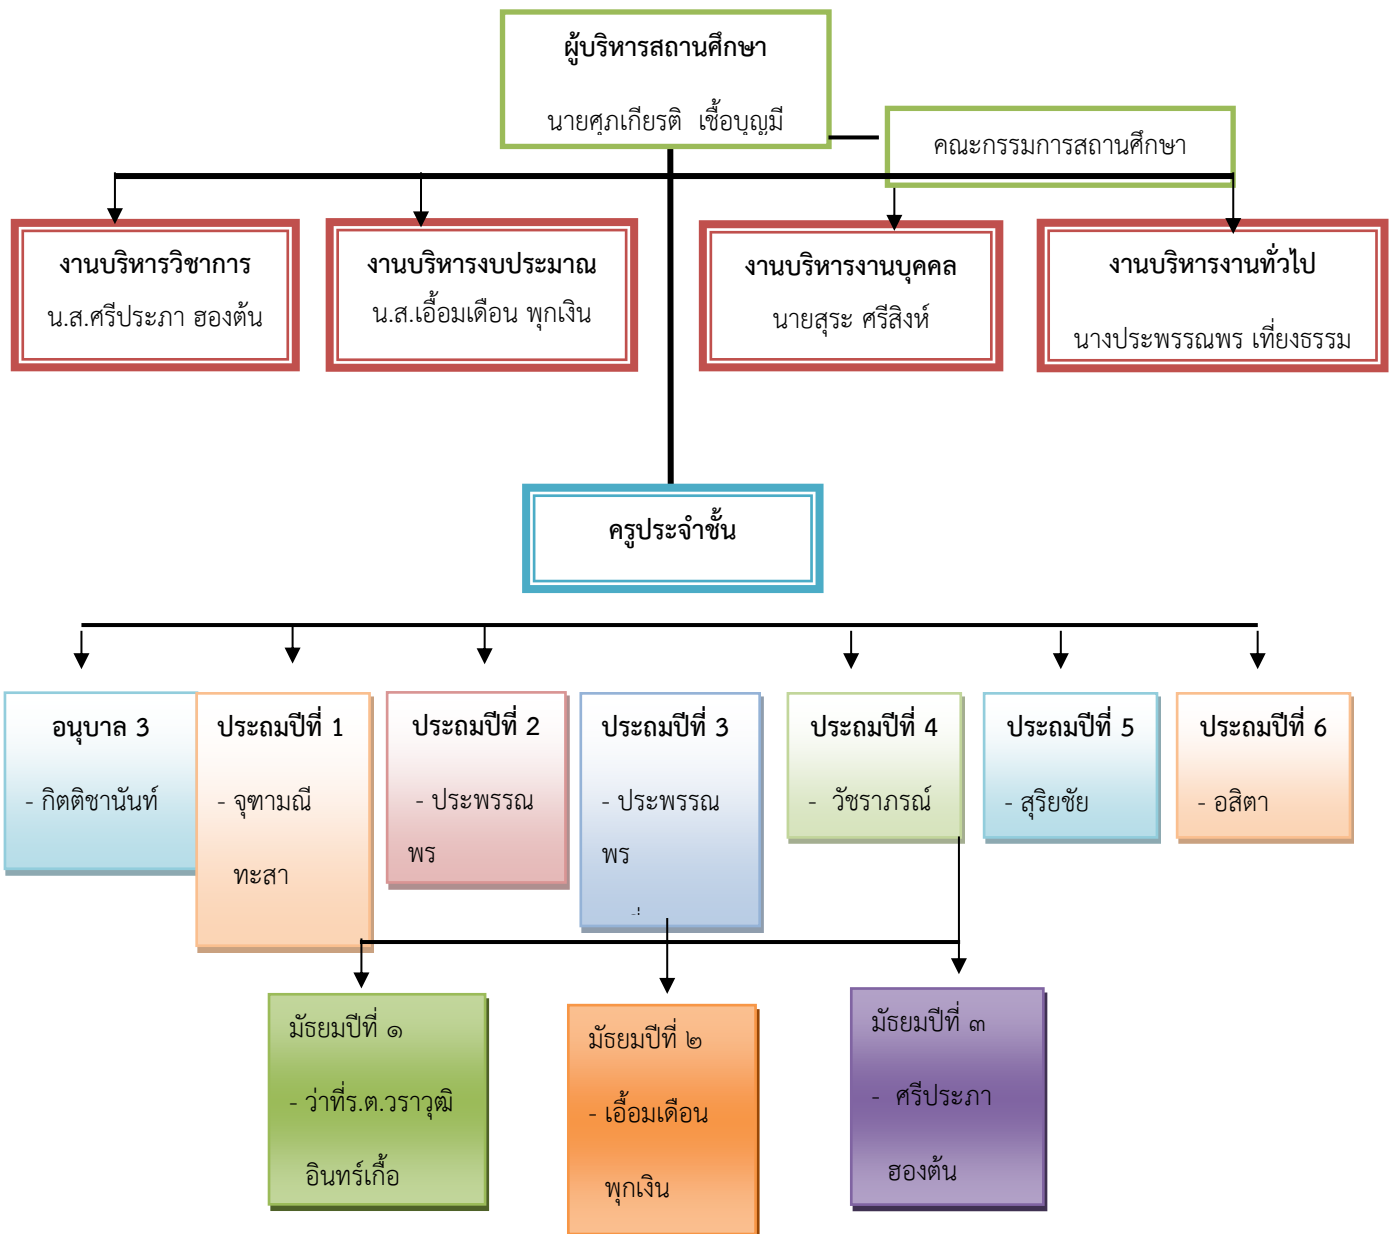 ผู้บริหารสถานศึกษา
นายศุภเกียรติ เชื้อบุญมี
คณะกรรมการสถานศึกษา
งานบริหารวิชาการ
น.ส.ศรีประภา ฮองต้น
งานบริหารงบประมาณ
น.ส.เอื้อมเดือน พุกเงิน
งานบริหารงานบุคคล
นายสุระ ศรีสิงห์
งานบริหารงานทั่วไป
นางประพรรณพร เที่ยงธรรม
ครูประจำชั้น
อนุบาล 3
- กิตติชานันท์
ประถมปีที่ 1
- จุฑามณี
ทะสา
ประถมปีที่ 2
- ประพรรณ
พร
ประถมปีที่ 3
- ประพรรณ
พร
ประถมปีที่ 4
- วัชราภรณ์
ประถมปีที่ 5
- สุริยชัย
ประถมปีที่ 6
- อสิตา
มัธยมปีที่ ๑
- ว่าที่ร.ต.วราวุฒิ
อินทร์เกื้อ
มัธยมปีที่ ๒
- เอื้อมเดือน
พุกเงิน
มัธยมปีที่ ๓
- ศรีประภา
ฮองต้น